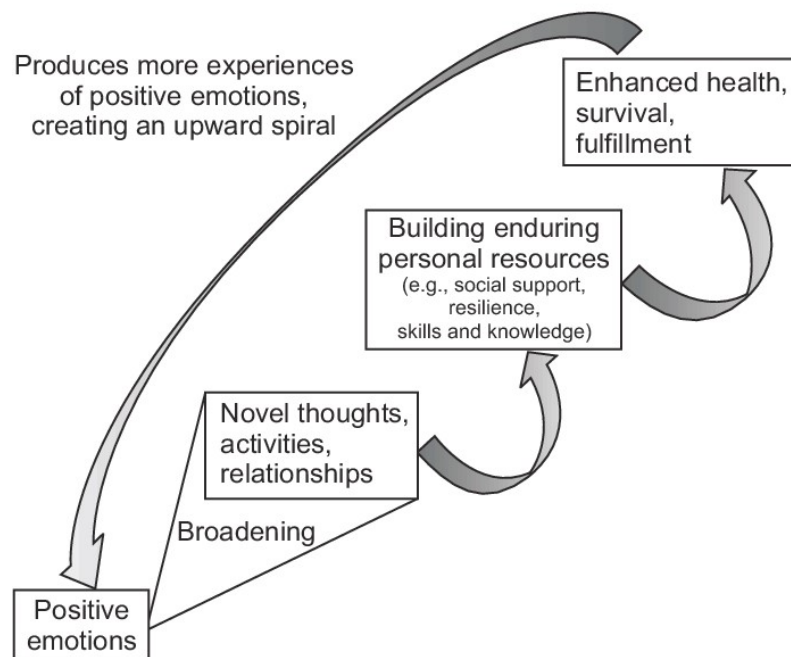 Produces more experiences
of positive emotions,
creating an upward spiral
Enhanced health,
survival,
fulfillment
Building enduring
personal resources
(e.g., social support,
resilience,
skills and knowledge)
Novel thoughts,
activities,
relationships
Broadening
Positive
emotions